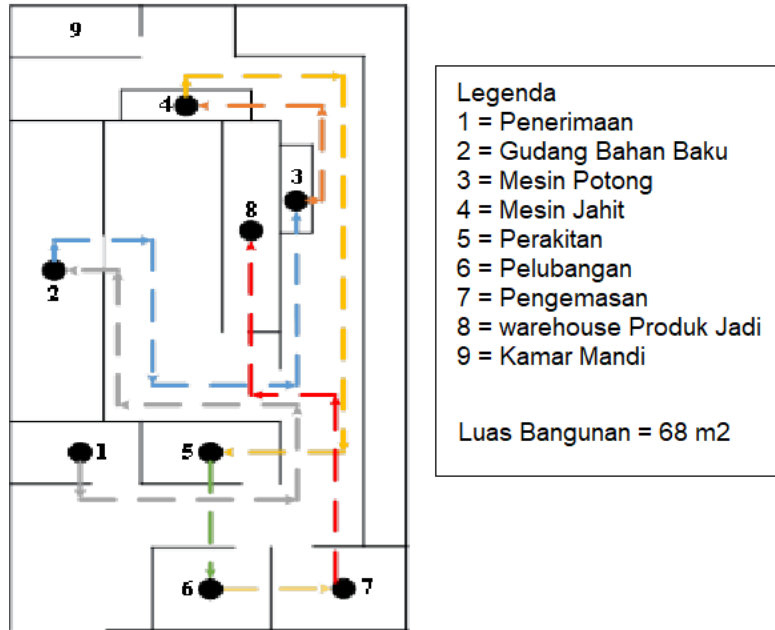 9
4
3
8
2
1
5
6
7
Legenda
1 = Penerimaan
2 = Gudang Bahan Baku
3 = Mesin Potong
4 = Mesin Jahit
5 = Perakitan
6 = Pelubangan
7 = Pengemasan
8 = warehouse Produk Jadi
9 = Kamar Mandi
Luas Bangunan = 68 m2